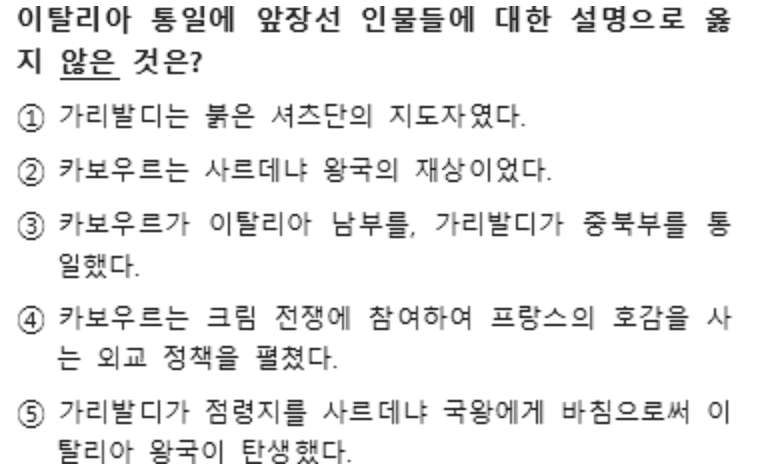 이탈리아 통일에 앞장선 인물들에 대한 설명으로 옳
지 않은 것은?
① 가리발디는 붉은 셔츠단의 지도자였다.
② 카보우르는 사르데냐 왕국의 재상이었다.
③ 카보우르가 이탈리아 남부를, 가리발디가 중북부를 통
일했다.
④ 카보우르는 크림 전쟁에 참여하여 프랑스의 호감을 사
는 외교 정책을 펼쳤다.
⑤ 가리발디가 점령지를 사르데냐 국왕에게 바침으로써 이
탈리아 왕국이 탄생했다.